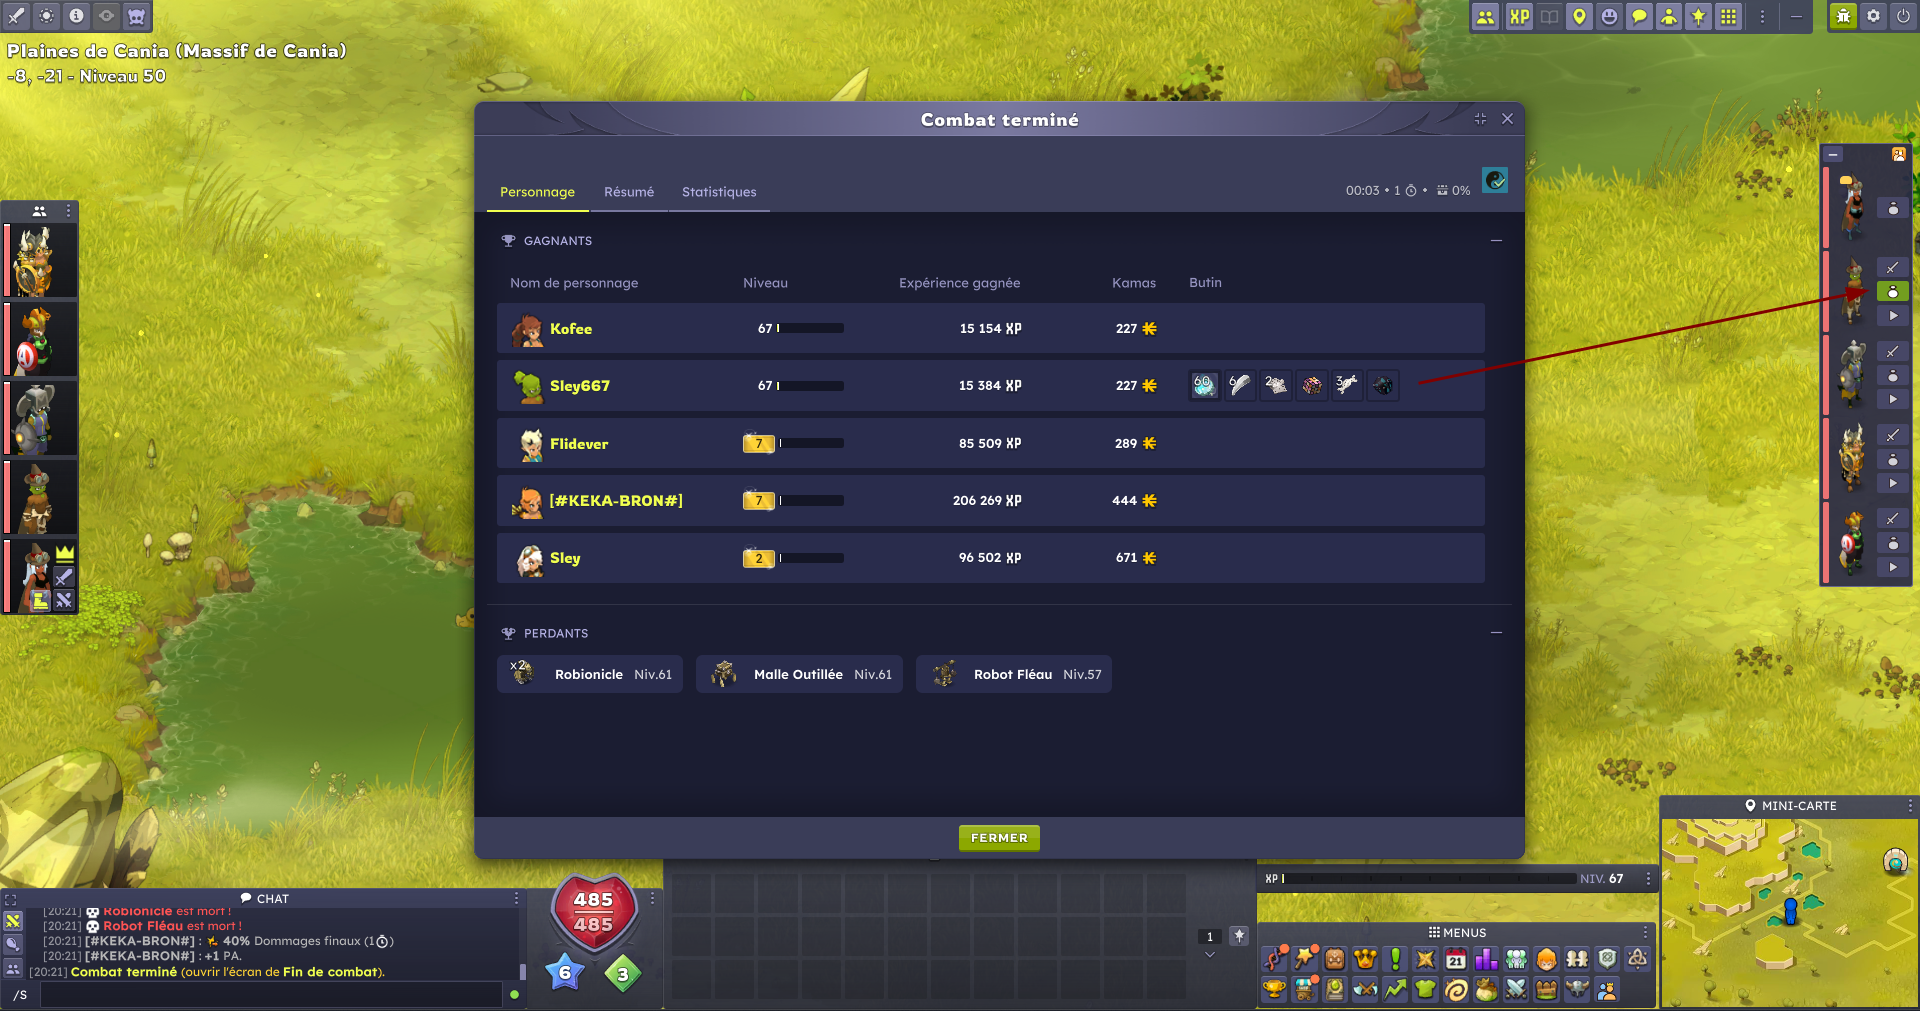 XP
Plaines de Cania (Massif de Cania)
-8, -21 - Niveau 50
Combat terminé
Personnage Résumé Statistiques
00:03 • 1 • 0%
GAGNANTS
Nom de personnage Niveau Expérience gagnée Kamas Butin
Kofee 67 15 154 XP 227
Sley667 67 15 384 XP 227 60 6 2 3
Flidever 7 85 509 XP 289
[#KEKA-BRON#] 7 206 269 XP 444
Sley 2 96 502 XP 671
PERDANTS
x2 Robionicle Niv.61 Malle Outillée Niv.61 Robot Fléau Niv.57
FERMER
MINI-CARTE
XP NIV. 67
CHAT
[20:21] Robionicle est mort !
[20:21] Robot Fléau est mort !
[20:21] [#KEKA-BRON#] : 40% Dommages finaux (1)
[20:21] [#KEKA-BRON#] : +1 PA.
[20:21] Combat terminé (ouvrir l'écran de Fin de combat).
/S
485
485
6 3
1
MENUS
21